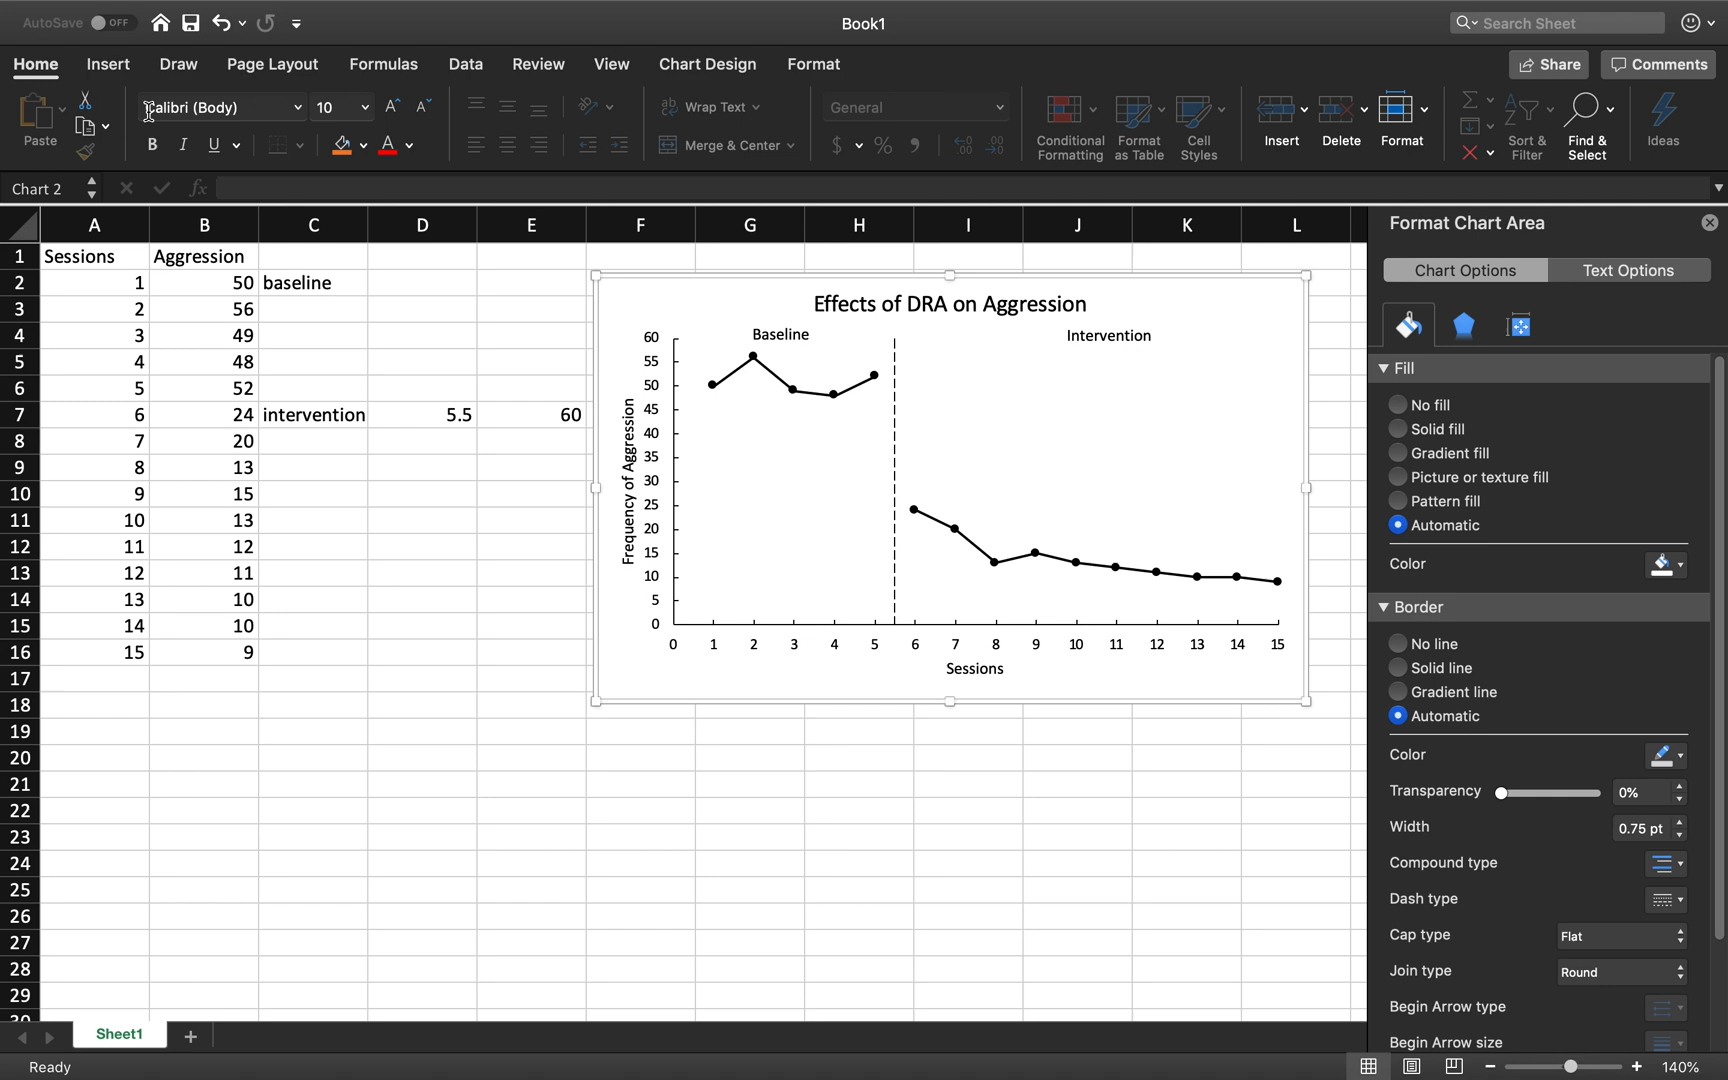 AutoSave OFF Book1 Search Sheet
Home Insert Draw Page Layout Formulas Data Review View Chart Design Format Share Comments
Paste Calibri (Body) 10 A^ Aˇ ab Wrap Text General Conditional Formatting Format as Table Cell Styles Insert Delete Format Sort & Filter Find & Select Ideas
B I U A Merge & Center $ % 9
Chart 2 fx
A B C D E F G H I J K L
1 Sessions Aggression
2 1 50 baseline
3 2 56
4 3 49
5 4 48
6 5 52
7 6 24 intervention 5.5 60
8 7 20
9 8 13
10 9 15
11 10 13
12 11 12
13 12 11
14 13 10
15 14 10
16 15 9
17
18
19
20
21
22
23
24
25
26
27
28
29
30
Effects of DRA on Aggression
Baseline Intervention
60
55
50
45
40
35
30
25
20
15
10
5
0
Frequency of Aggression
0 1 2 3 4 5 6 7 8 9 10 11 12 13 14 15
Sessions
Format Chart Area
Chart Options Text Options
Fill
No fill
Solid fill
Gradient fill
Picture or texture fill
Pattern fill
Automatic
Color
Border
No line
Solid line
Gradient line
Automatic
Color
Transparency 0%
Width 0.75 pt
Compound type
Dash type
Cap type Flat
Join type Round
Begin Arrow type
Begin Arrow size
Sheet1 +
Ready 140%